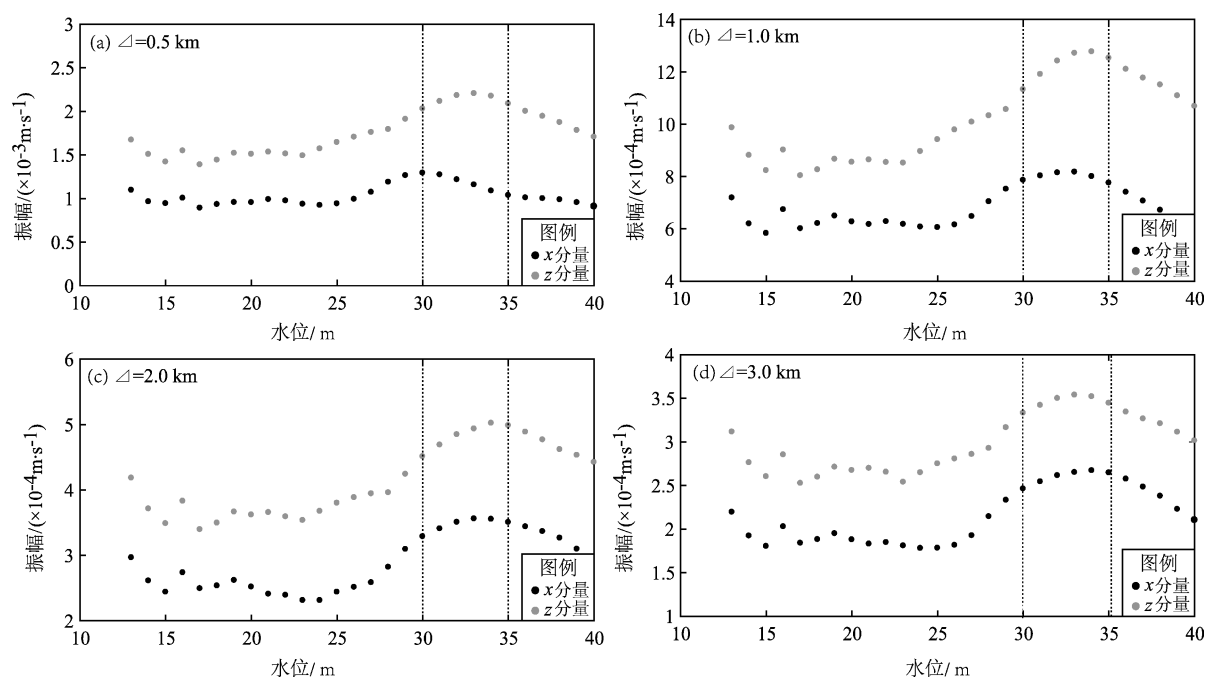 (a) ⊿=0.5 km
3
2.5
2
1.5
1
0.5
0
振幅/(×10-3m·s-1)
10 15 20 25 30 35 40
水位/ m
图例
x分量
z分量
(b) ⊿=1.0 km
14
12
10
8
6
4
振幅/(×10-4m·s-1)
10 15 20 25 30 35 40
水位/ m
图例
x分量
z分量
(c) ⊿=2.0 km
6
5
4
3
2
振幅/(×10-4m·s-1)
10 15 20 25 30 35 40
水位/ m
图例
x分量
z分量
(d) ⊿=3.0 km
4
3.5
3
2.5
2
1.5
1
振幅/(×10-4m·s-1)
10 15 20 25 30 35 40
水位/ m
图例
x分量
z分量